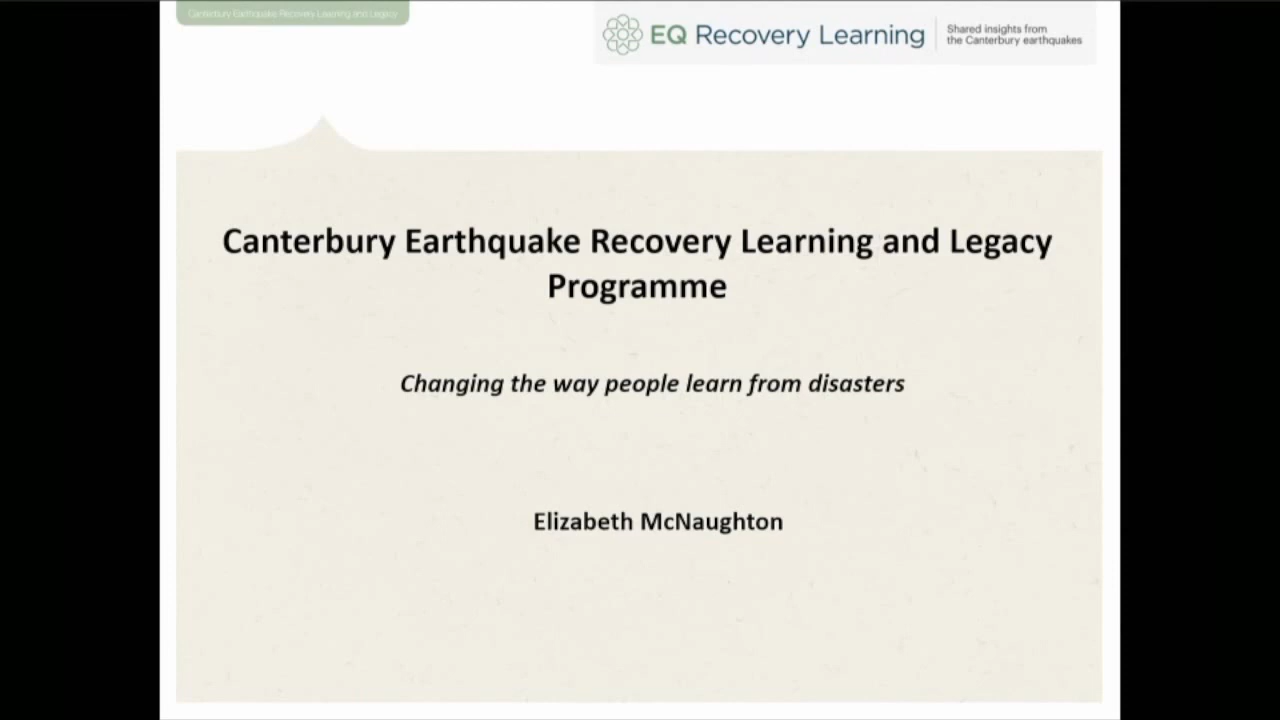 Canterbury Earthquake Recovery Learning and Legacy
EQ Recovery Learning
Shared insights from
the Canterbury earthquakes
Canterbury Earthquake Recovery Learning and Legacy
Programme
Changing the way people learn from disasters
Elizabeth McNaughton